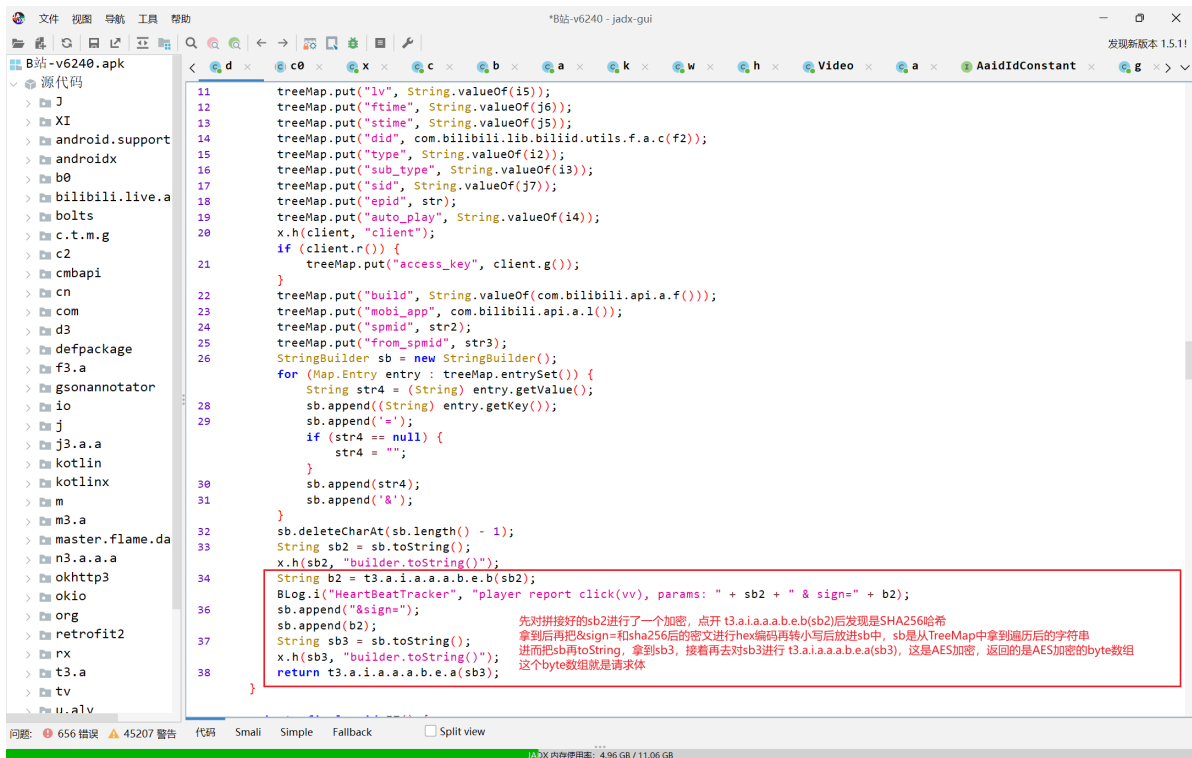 文件 视图 导航 工具 帮助
*B站-v6240 - jadx-gui
发现新版本 1.5.1!
B站-v6240.apk
源代码
J
XI
android.support
androidx
b0
bilibili.live.a
bolts
c.t.m.g
c2
cmbapi
cn
com
d3
defpackage
f3.a
gsonannotator
io
j
j3.a.a
kotlin
kotlinx
m
m3.a
master.flame.da
n3.a.a.a
okhttp3
okio
org
retrofit2
rx
t3.a
tv
u.aly
d c0 x c b a k w h Video a AaidIdConstant g
11 treeMap.put("lv", String.valueOf(i5));
12 treeMap.put("ftime", String.valueOf(j6));
13 treeMap.put("stime", String.valueOf(j5));
14 treeMap.put("did", com.bilibili.lib.biliid.utils.f.a.c(f2));
15 treeMap.put("type", String.valueOf(i2));
16 treeMap.put("sub_type", String.valueOf(i3));
17 treeMap.put("sid", String.valueOf(j7));
18 treeMap.put("epid", str);
19 treeMap.put("auto_play", String.valueOf(i4));
20 x.h(client, "client");
if (client.r()) {
21 treeMap.put("access_key", client.g());
}
22 treeMap.put("build", String.valueOf(com.bilibili.api.a.f()));
23 treeMap.put("mobi_app", com.bilibili.api.a.l());
24 treeMap.put("spmid", str2);
25 treeMap.put("from_spmid", str3);
26 StringBuilder sb = new StringBuilder();
for (Map.Entry entry : treeMap.entrySet()) {
String str4 = (String) entry.getValue();
28 sb.append((String) entry.getKey());
29 sb.append('=');
if (str4 == null) {
str4 = "";
}
30 sb.append(str4);
31 sb.append('&');
}
32 sb.deleteCharAt(sb.length() - 1);
33 String sb2 = sb.toString();
x.h(sb2, "builder.toString()");
34 String b2 = t3.a.i.a.a.a.b.e.b(sb2);
BLog.i("HeartBeatTracker", "player report click(vv), params: " + sb2 + " & sign=" + b2);
36 sb.append("&sign=");
sb.append(b2);
37 String sb3 = sb.toString();
x.h(sb3, "builder.toString()");
38 return t3.a.i.a.a.a.b.e.a(sb3);
}
先对拼接好的sb2进行了一个加密，点开 t3.a.i.a.a.a.b.e.b(sb2)后发现是SHA256哈希
拿到后再把&sign=和sha256后的密文进行hex编码再转小写后放进sb中，sb是从TreeMap中拿到遍历后的字符串
进而把sb再toString，拿到sb3，接着再去对sb3进行 t3.a.i.a.a.a.b.e.a(sb3)，这是AES加密，返回的是AES加密的byte数组
这个byte数组就是请求体
问题: 656 错误 45207 警告
代码 Smali Simple Fallback Split view
JADX 内存使用率: 4.96 GB / 11.06 GB